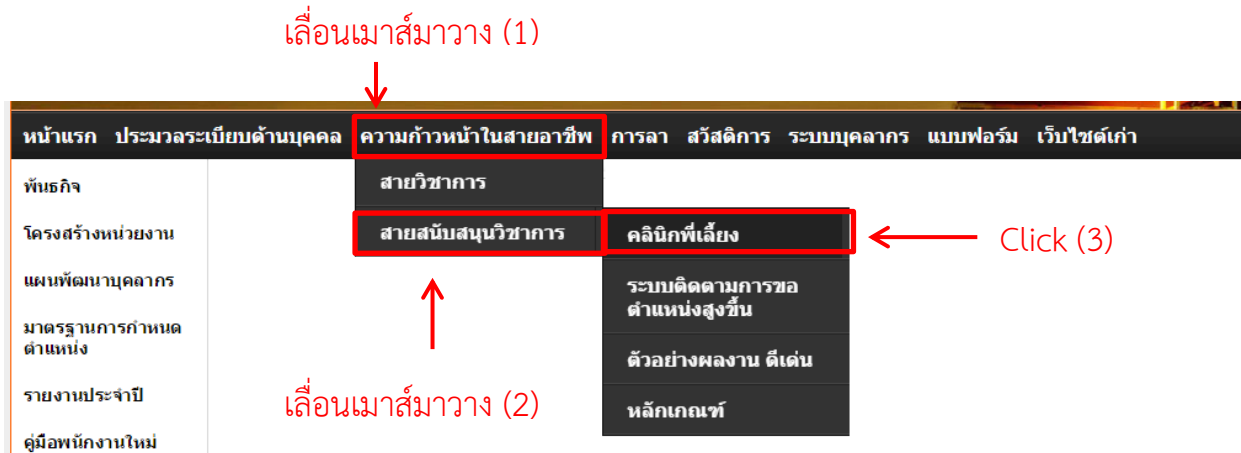 เลื่อนเมาส์มาวาง (1)
หน้าแรก ประมวลระเบียบด้านบุคคล ความก้าวหน้าในสายอาชีพ การลา สวัสดิการ ระบบบุคลากร แบบฟอร์ม เว็บไซต์เก่า
พันธกิจ
โครงสร้างหน่วยงาน
แผนพัฒนาบุคลากร
มาตรฐานการกำหนด
ตำแหน่ง
รายงานประจำปี
คู่มือพนักงานใหม่
สายวิชาการ
สายสนับสนุนวิชาการ
คลินิกพี่เลี้ยง
ระบบติดตามการขอ
ตำแหน่งสูงขึ้น
ตัวอย่างผลงาน ดีเด่น
หลักเกณฑ์
Click (3)
เลื่อนเมาส์มาวาง (2)